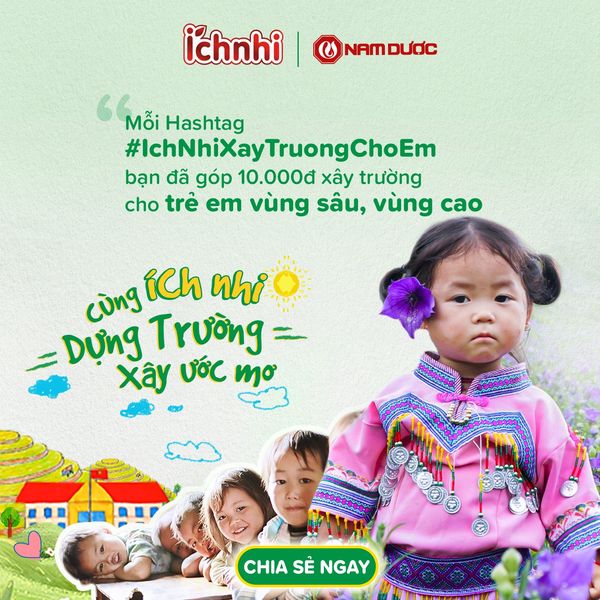 ichnhi
NAM DƯỢC
Mỗi Hashtag
#IchNhiXayTruongChoEm
bạn đã góp 10.000đ xây trường
cho trẻ em vùng sâu, vùng cao
cùng ích nhi
Dựng Trường
xây ước mơ
CHIA SẺ NGAY